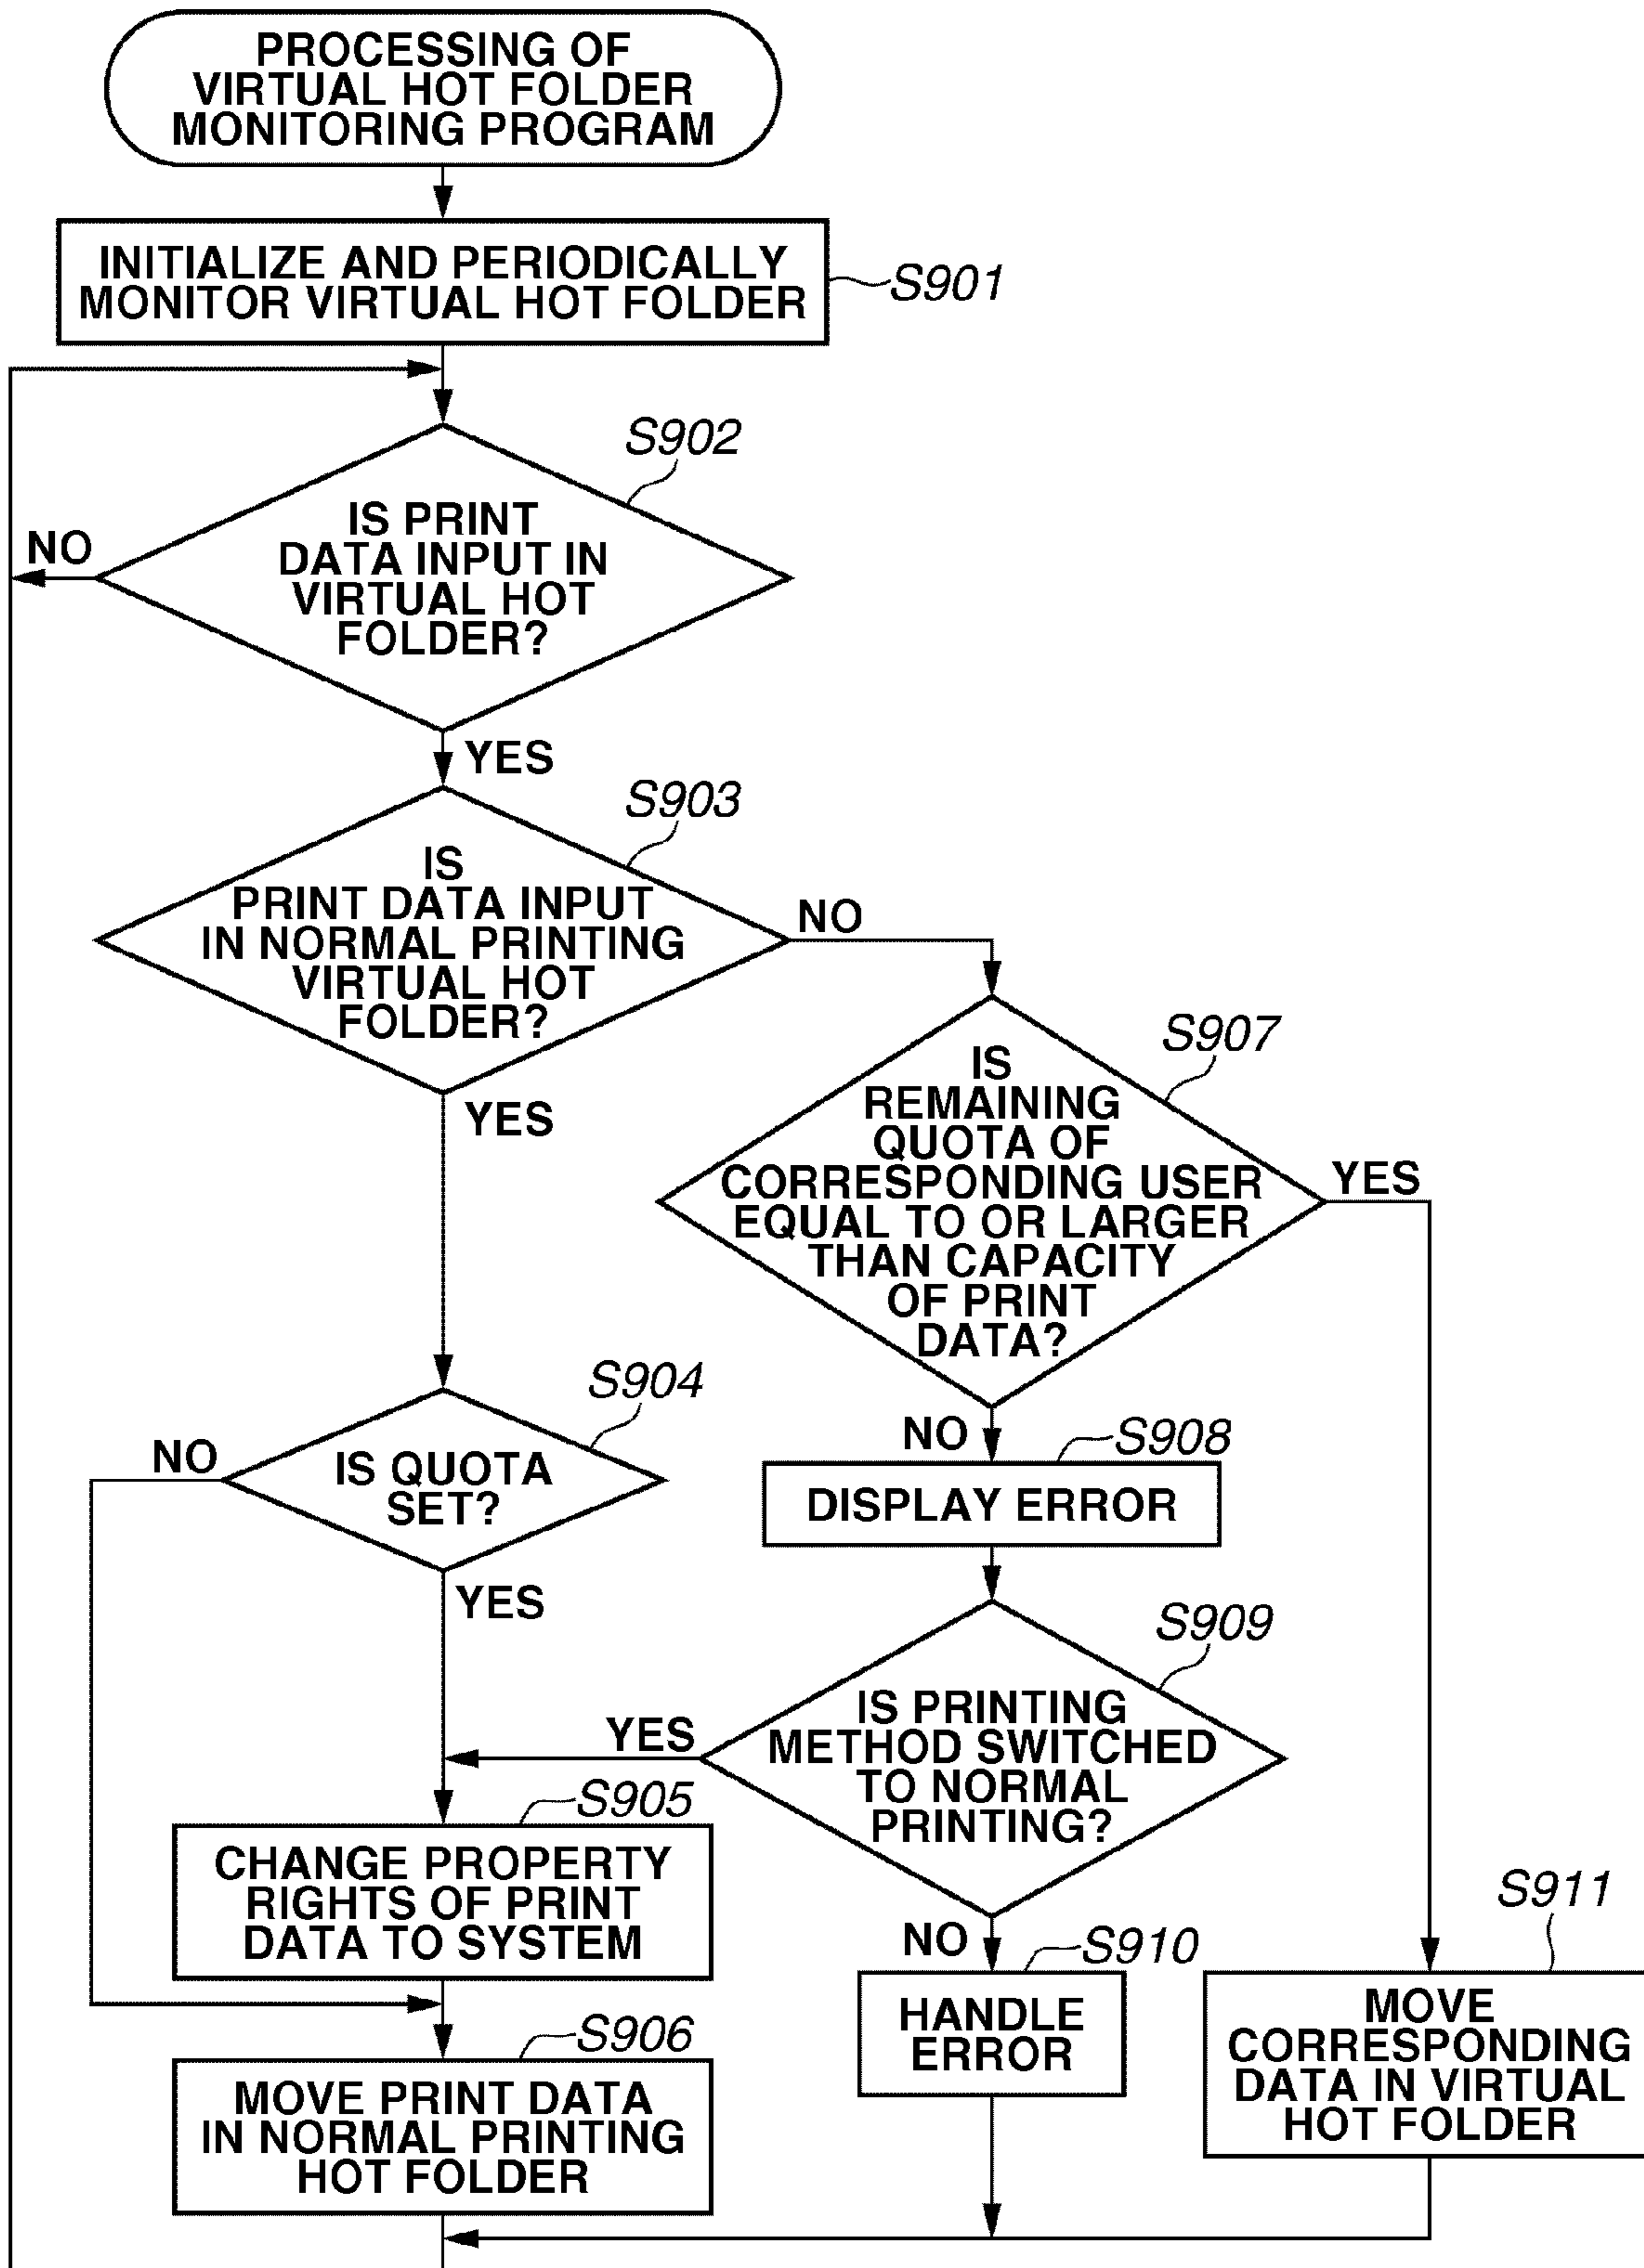 PROCESSING OF
VIRTUAL HOT FOLDER
MONITORING PROGRAM
INITIALIZE AND PERIODICALLY
MONITOR VIRTUAL HOT FOLDER
S901
S902
IS PRINT
DATA INPUT IN
VIRTUAL HOT
FOLDER?
NO
YES
S903
IS
PRINT DATA INPUT
IN NORMAL PRINTING
VIRTUAL HOT
FOLDER?
NO
YES
S907
IS
REMAINING
QUOTA OF
CORRESPONDING USER
EQUAL TO OR LARGER
THAN CAPACITY
OF PRINT
DATA?
YES
NO
S904
IS QUOTA
SET?
NO
YES
S908
DISPLAY ERROR
S909
IS PRINTING
METHOD SWITCHED
TO NORMAL
PRINTING?
YES
NO
S905
CHANGE PROPERTY
RIGHTS OF PRINT
DATA TO SYSTEM
S906
MOVE PRINT DATA
IN NORMAL PRINTING
HOT FOLDER
S910
HANDLE
ERROR
S911
MOVE
CORRESPONDING
DATA IN VIRTUAL
HOT FOLDER